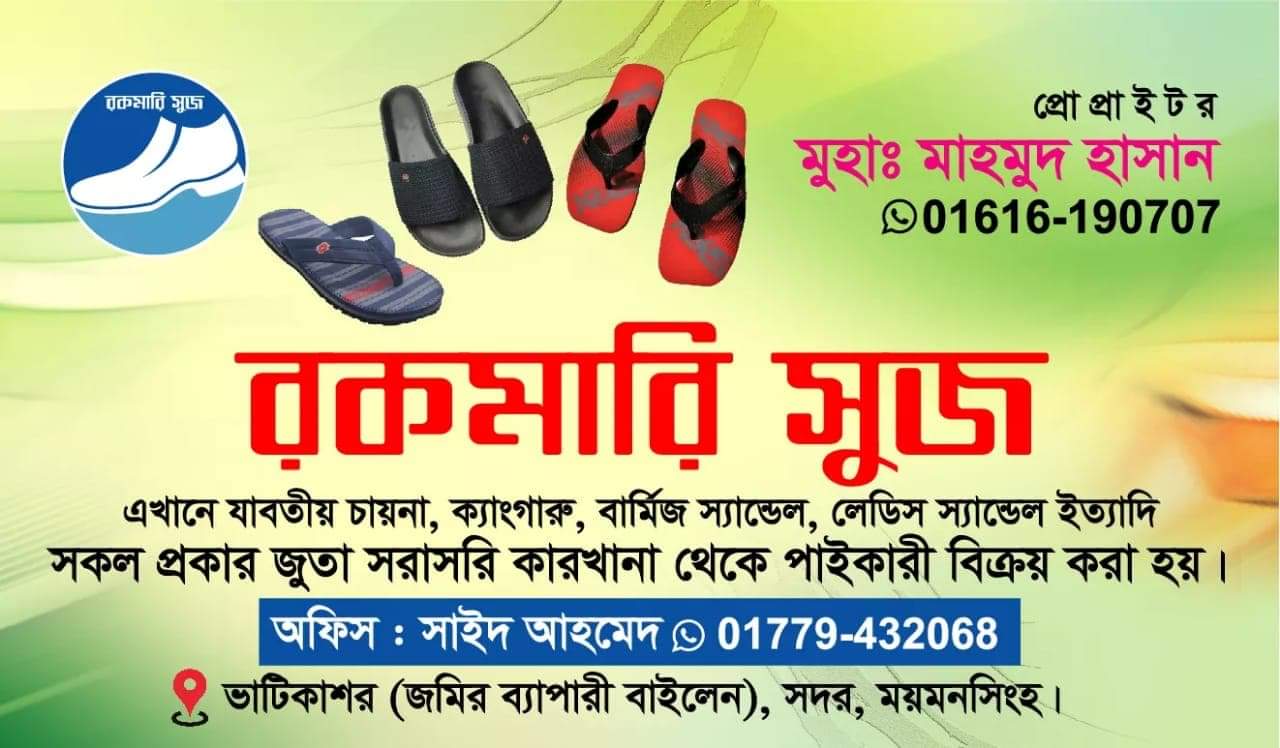 রকমারি সুজ
প্রোপ্রাইটর
মুহাঃ মাহমুদ হাসান
01616-190707
রকমারি সুজ
এখানে যাবতীয় চায়না, ক্যাংগারু, বার্মিজ স্যান্ডেল, লেডিস স্যান্ডেল ইত্যাদি
সকল প্রকার জুতা সরাসরি কারখানা থেকে পাইকারী বিক্রয় করা হয়।
অফিস : সাইদ আহমেদ 01779-432068
ভাটিকাশর (জমির ব্যাপারী বাইলেন), সদর, ময়মনসিংহ।